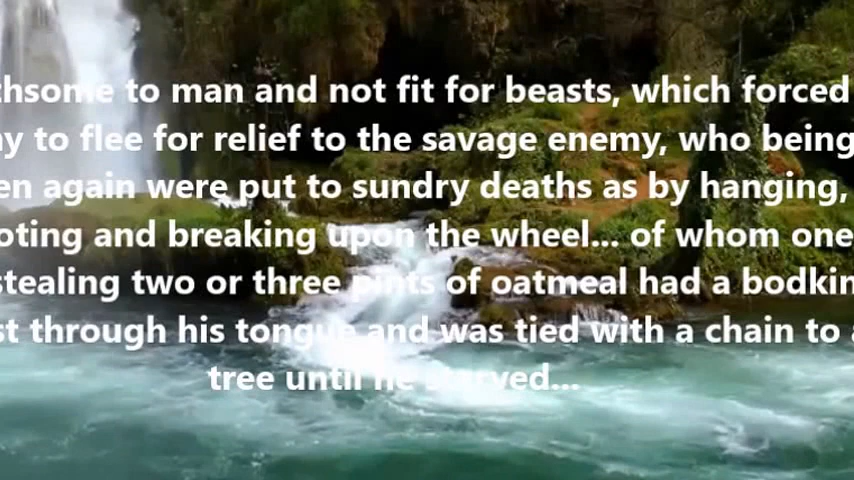 thsome to man and not fit for beasts, which forced
ny to flee for relief to the savage enemy, who being
en again were put to sundry deaths as by hanging,
oting and breaking upon the wheel... of whom one
stealing two or three pints of oatmeal had a bodkin
st through his tongue and was tied with a chain to a
tree until he starved...